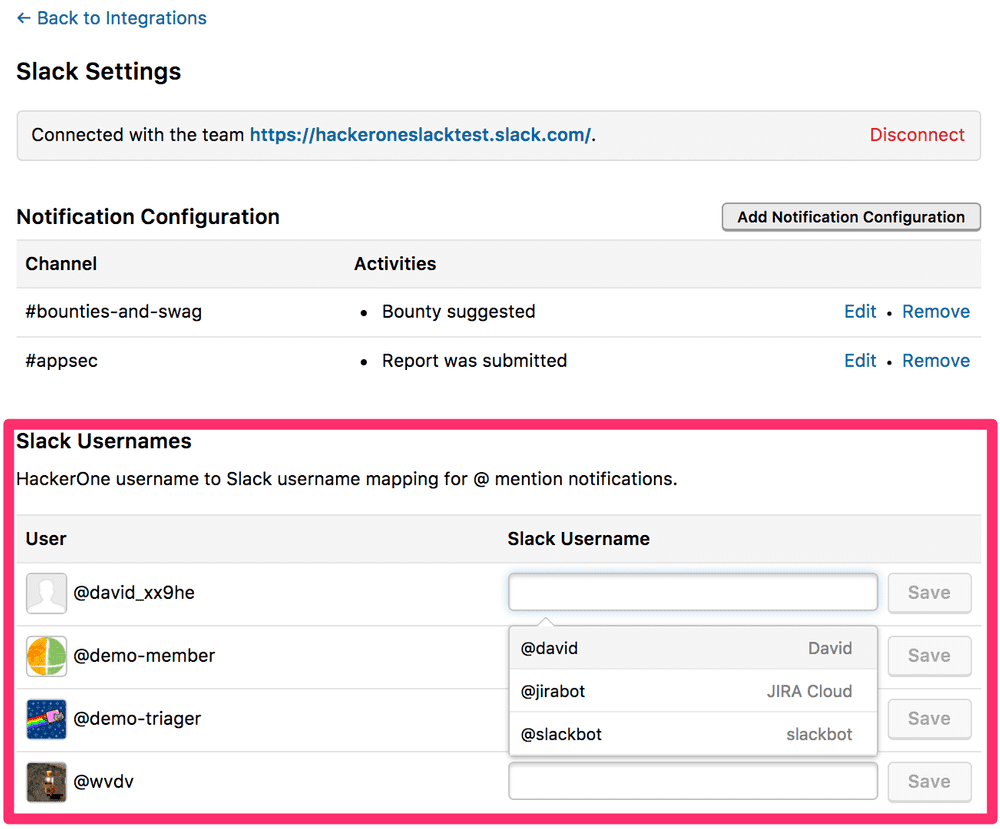 ← Back to Integrations
Slack Settings
Connected with the team https://hackeroneslacktest.slack.com/. Disconnect
Notification Configuration Add Notification Configuration
Channel Activities
#bounties-and-swag • Bounty suggested Edit • Remove
#appsec • Report was submitted Edit • Remove
Slack Usernames
HackerOne username to Slack username mapping for @ mention notifications.
User Slack Username
@david_xx9he Save
@david David
@demo-member Save
@jirabot JIRA Cloud
@demo-triager Save
@slackbot slackbot
@wvdv Save